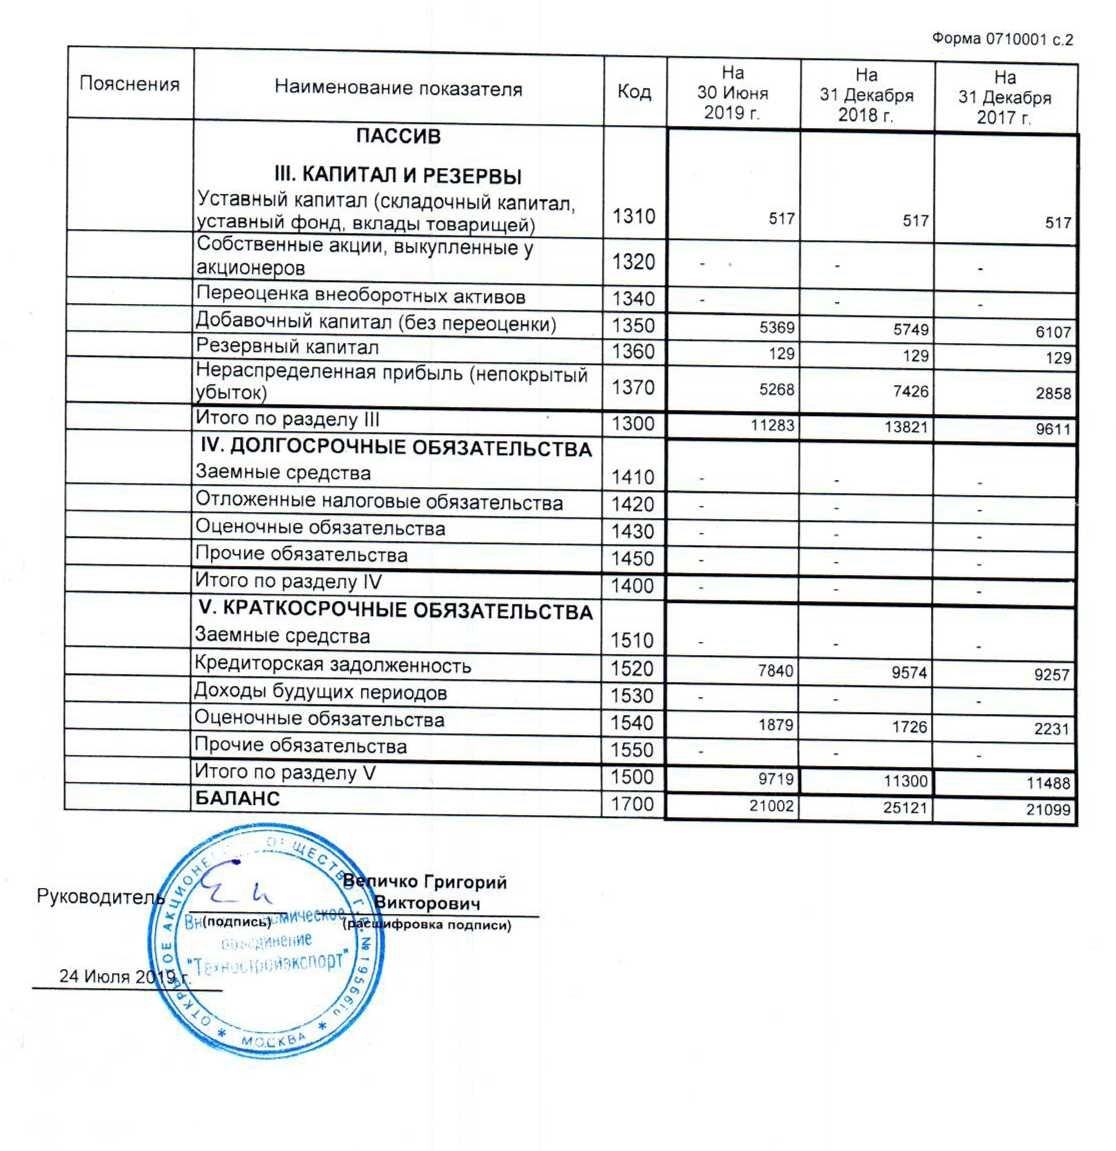 Форма 0710001 с.2
Пояснения Наименование показателя Код На 30 Июня 2019 г. На 31 Декабря 2018 г. На 31 Декабря 2017 г.
ПАССИВ
III. КАПИТАЛ И РЕЗЕРВЫ
Уставный капитал (складочный капитал,
уставный фонд, вклады товарищей) 1310 517 517 517
Собственные акции, выкупленные у
акционеров 1320 - - -
Переоценка внеоборотных активов 1340 - - -
Добавочный капитал (без переоценки) 1350 5369 5749 6107
Резервный капитал 1360 129 129 129
Нераспределенная прибыль (непокрытый
убыток) 1370 5268 7426 2858
Итого по разделу III 1300 11283 13821 9611
IV. ДОЛГОСРОЧНЫЕ ОБЯЗАТЕЛЬСТВА
Заемные средства 1410 - - -
Отложенные налоговые обязательства 1420 - - -
Оценочные обязательства 1430 - - -
Прочие обязательства 1450 - - -
Итого по разделу IV 1400 - - -
V. КРАТКОСРОЧНЫЕ ОБЯЗАТЕЛЬСТВА
Заемные средства 1510 - - -
Кредиторская задолженность 1520 7840 9574 9257
Доходы будущих периодов 1530 - - -
Оценочные обязательства 1540 1879 1726 2231
Прочие обязательства 1550 - - -
Итого по разделу V 1500 9719 11300 11488
БАЛАНС 1700 21002 25121 21099
Руководитель
Величко Григорий
Викторович
(подпись) (расшифровка подписи)
24 Июля 2019 г.
ОТКРЫТОЕ
объединение
"Технострoйэкспорт"
МОСКВА